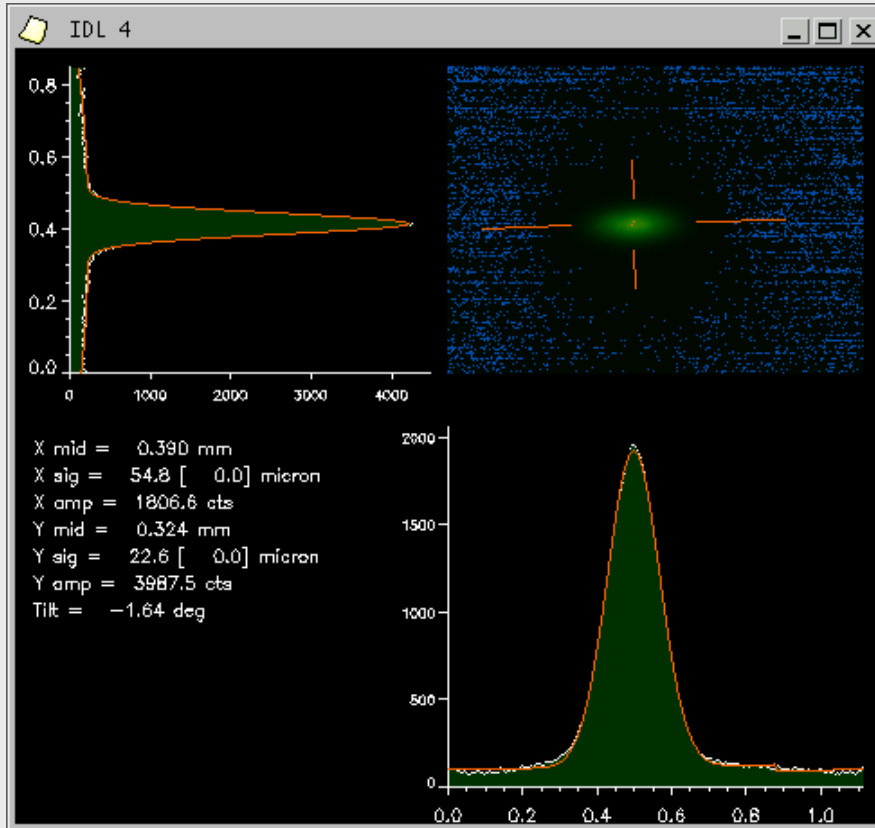 IDL 4
0.8
0.6
0.4
0.2
0.0
0 1000 2000 3000 4000
X mid = 0.390 mm
X sig = 54.8 [ 0.0] micron
X amp = 1806.6 cts
Y mid = 0.324 mm
Y sig = 22.6 [ 0.0] micron
Y amp = 3987.5 cts
Tilt = −1.64 deg
2000
1500
1000
500
0
0.0 0.2 0.4 0.6 0.8 1.0